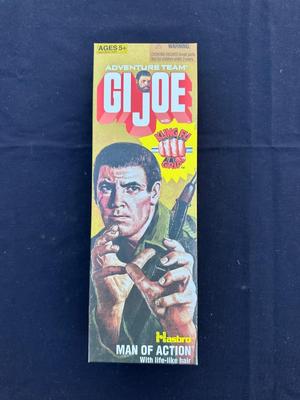 AGES 5+
WARNING:
ADVENTURE TEAM
GI JOE
KUNG FU
GRIP
Hasbro
MAN OF ACTION
With life-like hair